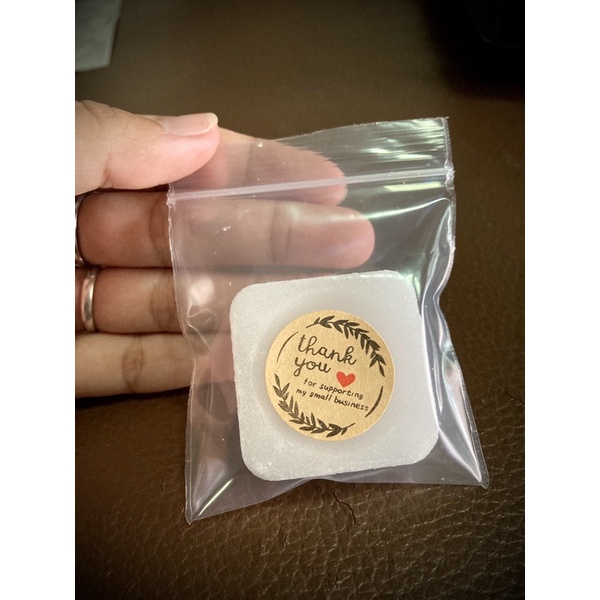 thank
you
for supporting
my small business